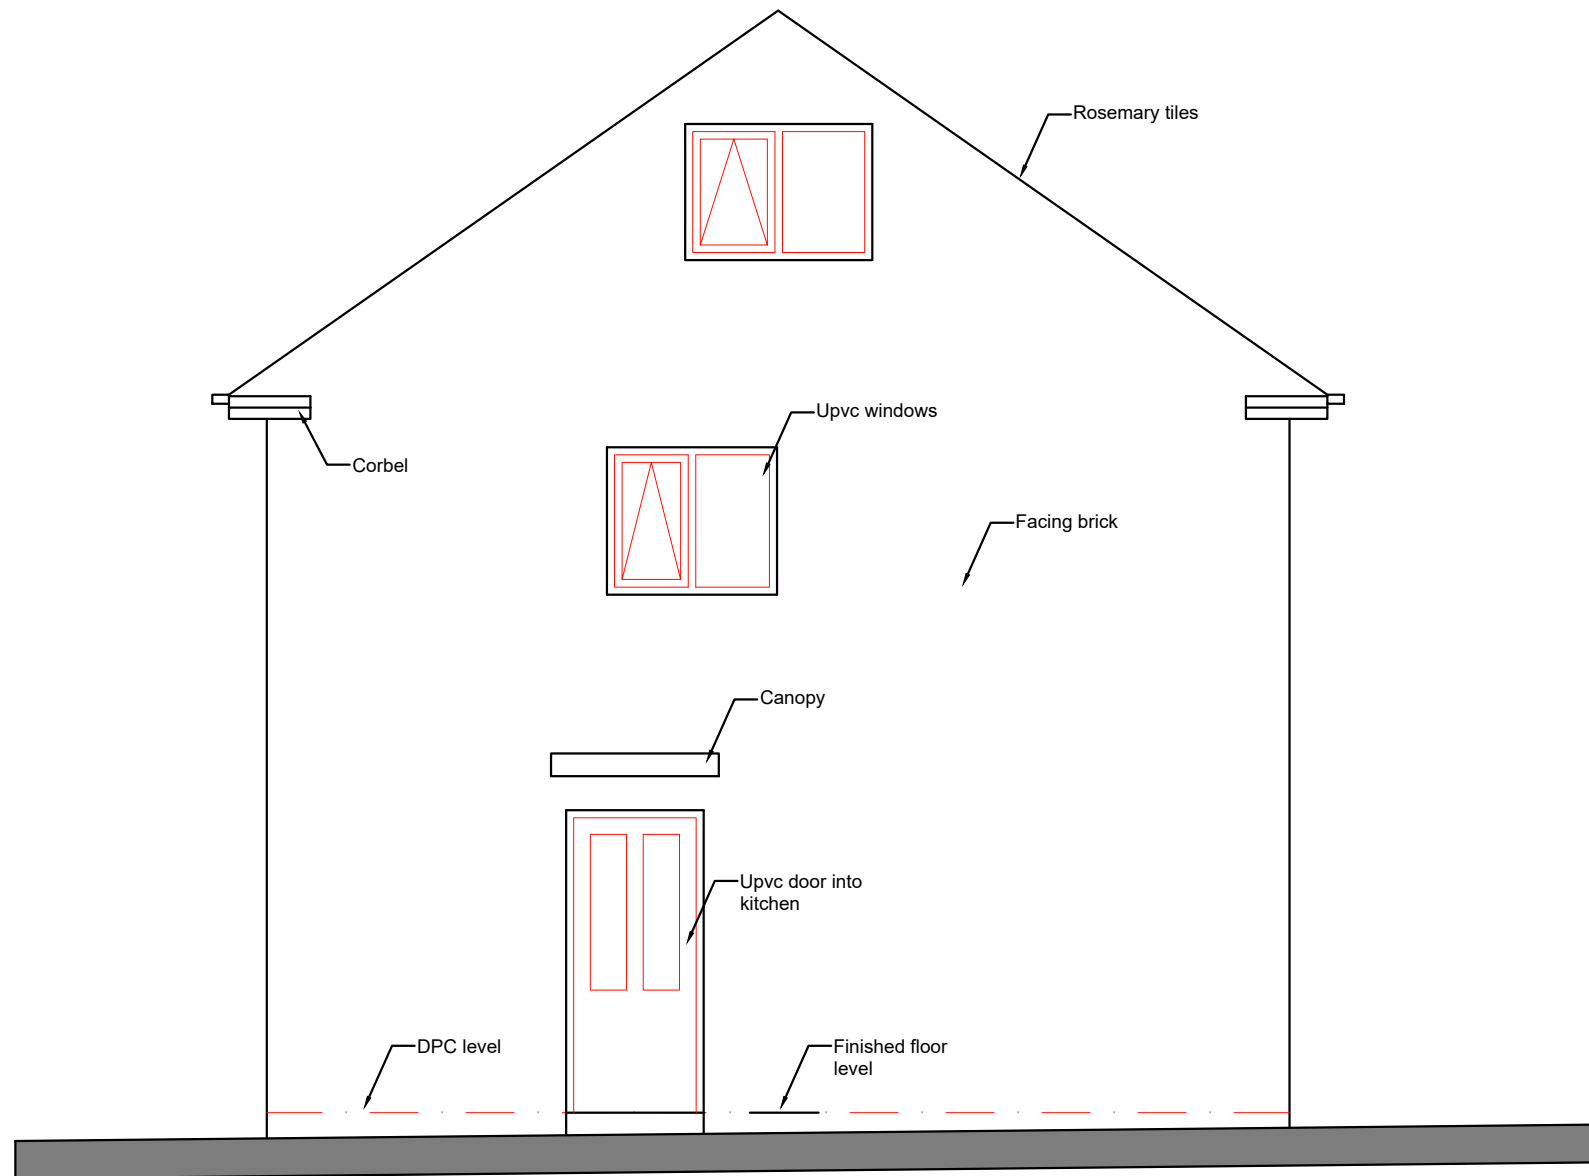 Rosemary tiles
Upvc windows
Corbel
Facing brick
Canopy
Upvc door into
kitchen
DPC level
Finished floor
level